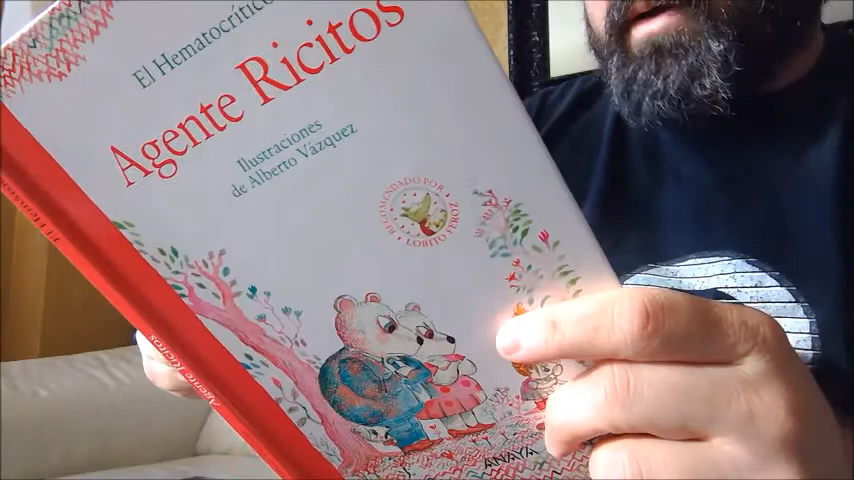 El Hematocrítico
Agente Ricitos
Ilustraciones
de Alberto Vázquez
RECOMENDADO POR
LOBITO FEROZ
ANAYA
Agente Ricitos